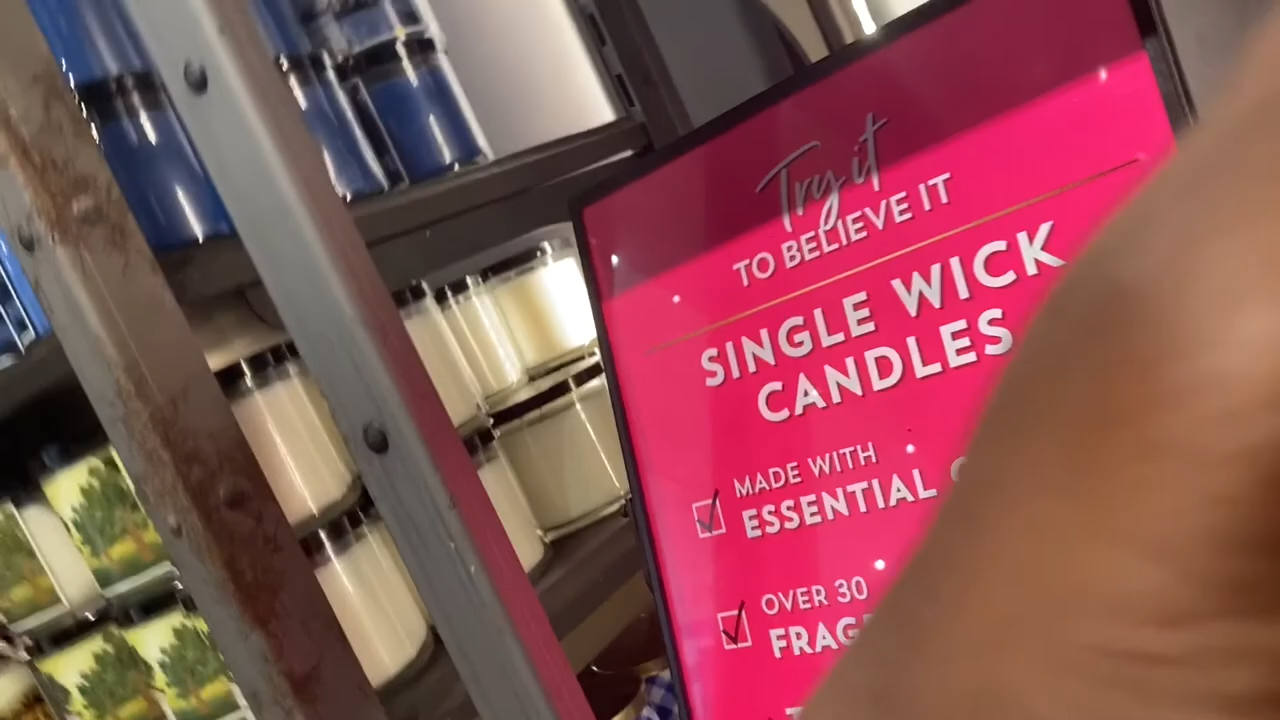 Try it
TO BELIEVE IT
SINGLE WICK
CANDLES
MADE WITH
ESSENTIAL
OVER 30